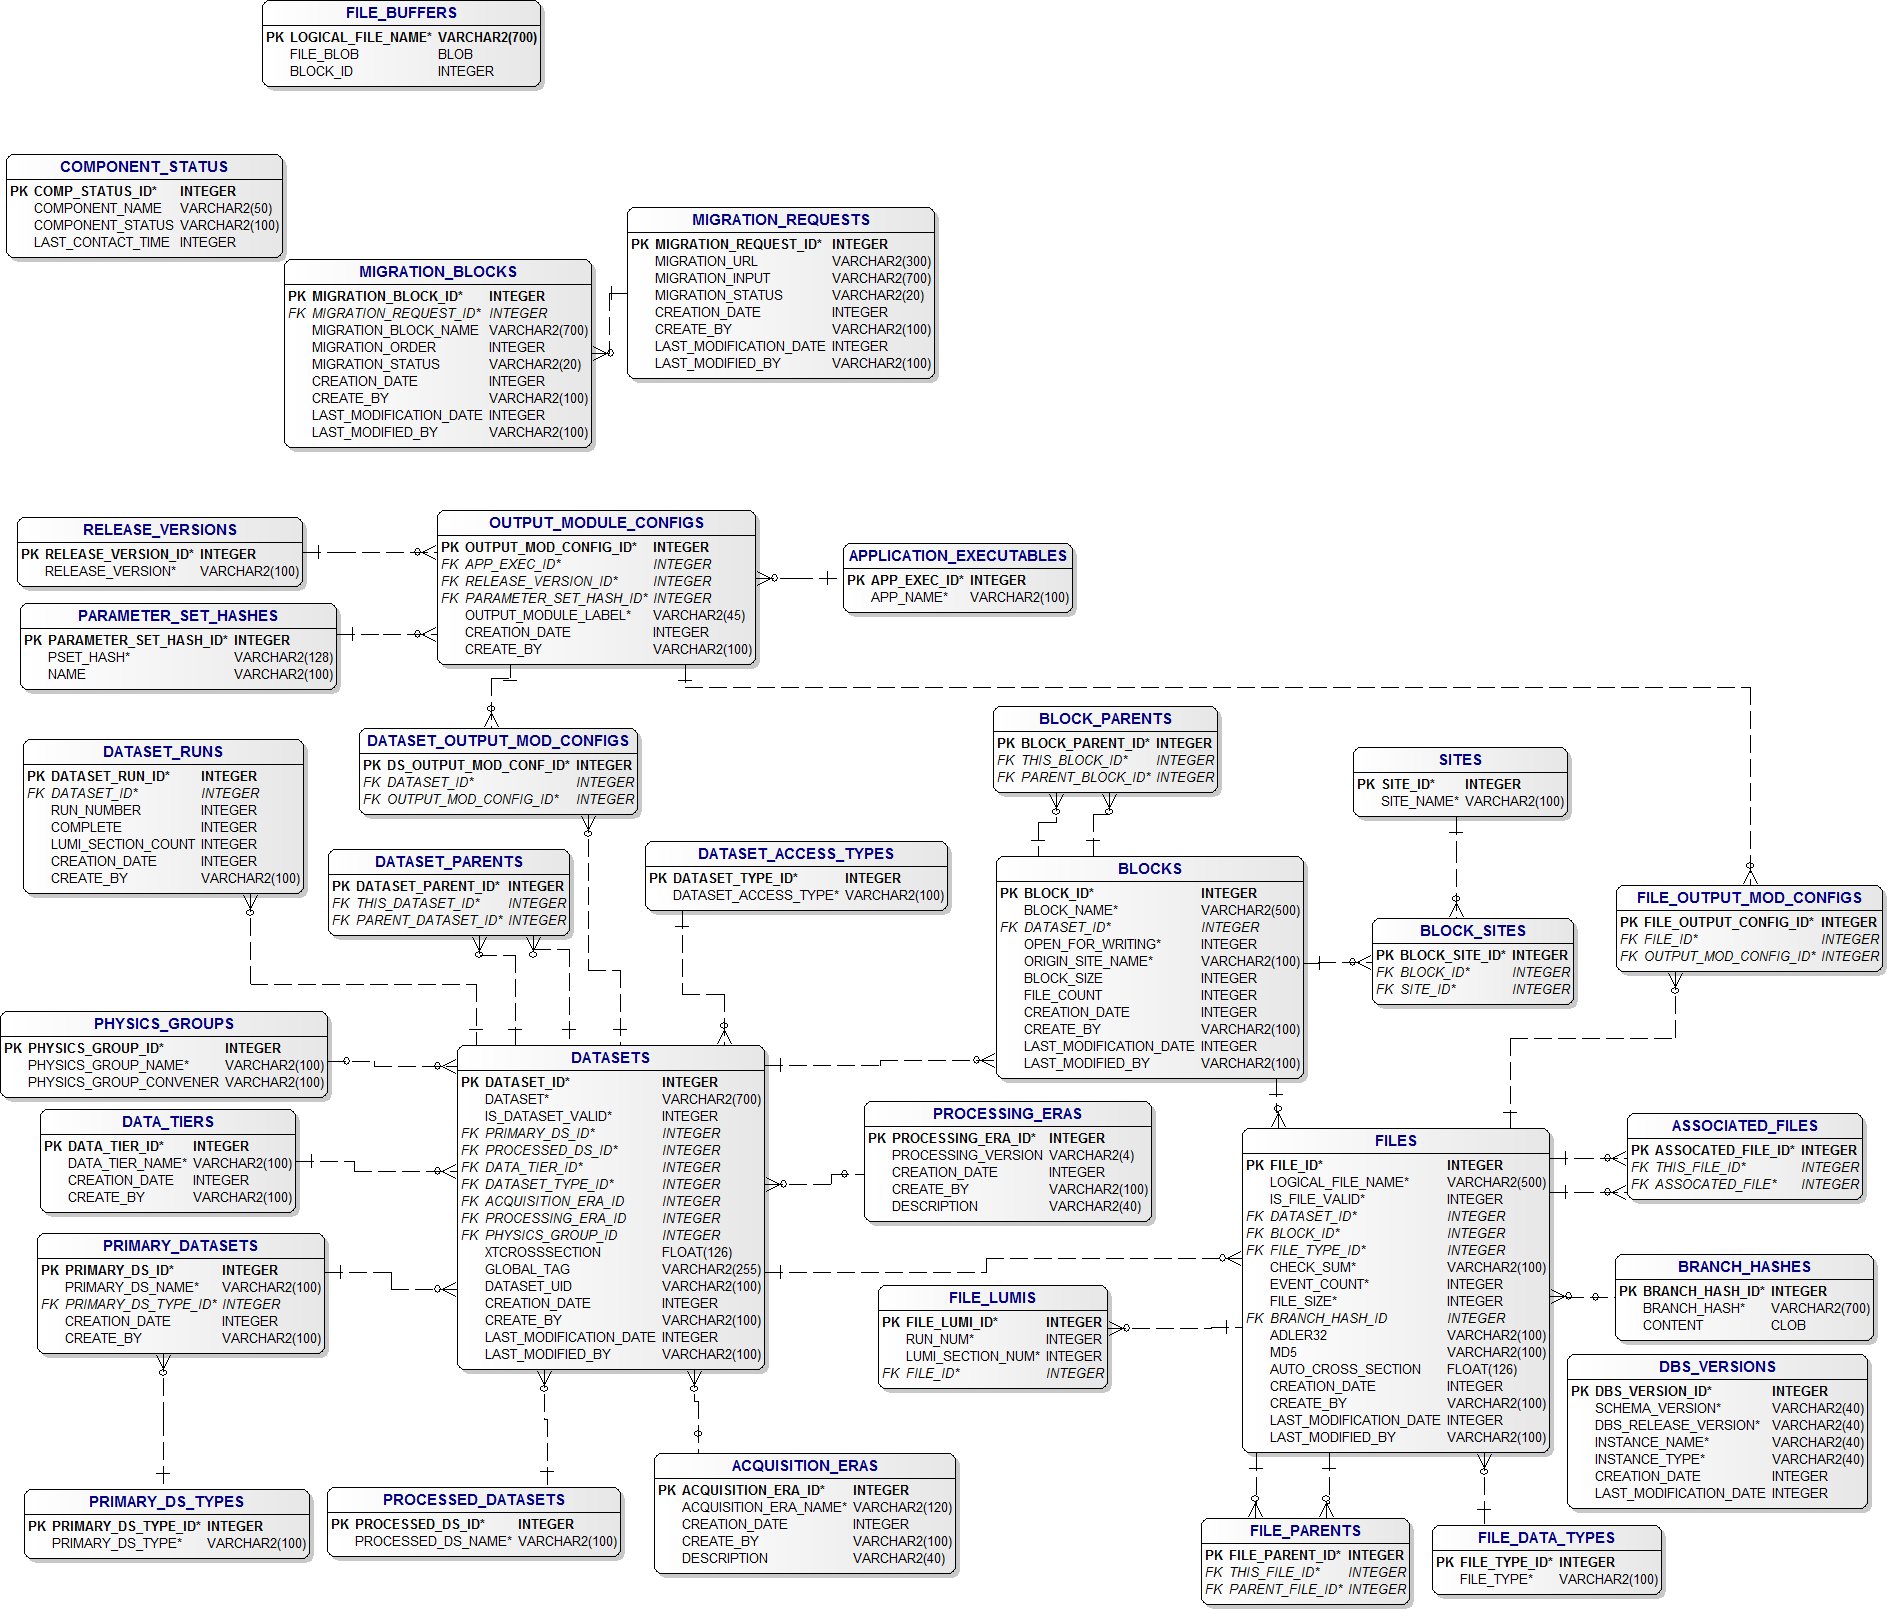 FILE_BUFFERS
PK LOGICAL_FILE_NAME* VARCHAR2(700)
FILE_BLOB BLOB
BLOCK_ID INTEGER
COMPONENT_STATUS
PK COMP_STATUS_ID* INTEGER
COMPONENT_NAME VARCHAR2(50)
COMPONENT_STATUS VARCHAR2(100)
LAST_CONTACT_TIME INTEGER
MIGRATION_REQUESTS
PK MIGRATION_REQUEST_ID* INTEGER
MIGRATION_URL VARCHAR2(300)
MIGRATION_INPUT VARCHAR2(700)
MIGRATION_STATUS VARCHAR2(20)
CREATION_DATE INTEGER
CREATE_BY VARCHAR2(100)
LAST_MODIFICATION_DATE INTEGER
LAST_MODIFIED_BY VARCHAR2(100)
MIGRATION_BLOCKS
PK MIGRATION_BLOCK_ID* INTEGER
FK MIGRATION_REQUEST_ID* INTEGER
MIGRATION_BLOCK_NAME VARCHAR2(700)
MIGRATION_ORDER INTEGER
MIGRATION_STATUS VARCHAR2(20)
CREATION_DATE INTEGER
CREATE_BY VARCHAR2(100)
LAST_MODIFICATION_DATE INTEGER
LAST_MODIFIED_BY VARCHAR2(100)
RELEASE_VERSIONS
PK RELEASE_VERSION_ID* INTEGER
RELEASE_VERSION* VARCHAR2(100)
OUTPUT_MODULE_CONFIGS
PK OUTPUT_MOD_CONFIG_ID* INTEGER
FK APP_EXEC_ID* INTEGER
FK RELEASE_VERSION_ID* INTEGER
FK PARAMETER_SET_HASH_ID* INTEGER
OUTPUT_MODULE_LABEL* VARCHAR2(45)
CREATION_DATE INTEGER
CREATE_BY VARCHAR2(100)
APPLICATION_EXECUTABLES
PK APP_EXEC_ID* INTEGER
APP_NAME* VARCHAR2(100)
PARAMETER_SET_HASHES
PK PARAMETER_SET_HASH_ID* INTEGER
PSET_HASH* VARCHAR2(128)
NAME VARCHAR2(100)
DATASET_RUNS
PK DATASET_RUN_ID* INTEGER
FK DATASET_ID* INTEGER
RUN_NUMBER INTEGER
COMPLETE INTEGER
LUMI_SECTION_COUNT INTEGER
CREATION_DATE INTEGER
CREATE_BY VARCHAR2(100)
DATASET_OUTPUT_MOD_CONFIGS
PK DS_OUTPUT_MOD_CONF_ID* INTEGER
FK DATASET_ID* INTEGER
FK OUTPUT_MOD_CONFIG_ID* INTEGER
BLOCK_PARENTS
PK BLOCK_PARENT_ID* INTEGER
FK THIS_BLOCK_ID* INTEGER
FK PARENT_BLOCK_ID* INTEGER
SITES
PK SITE_ID* INTEGER
SITE_NAME* VARCHAR2(100)
DATASET_PARENTS
PK DATASET_PARENT_ID* INTEGER
FK THIS_DATASET_ID* INTEGER
FK PARENT_DATASET_ID* INTEGER
DATASET_ACCESS_TYPES
PK DATASET_TYPE_ID* INTEGER
DATASET_ACCESS_TYPE* VARCHAR2(100)
BLOCKS
PK BLOCK_ID* INTEGER
BLOCK_NAME* VARCHAR2(500)
FK DATASET_ID* INTEGER
OPEN_FOR_WRITING* INTEGER
ORIGIN_SITE_NAME* VARCHAR2(100)
BLOCK_SIZE INTEGER
FILE_COUNT INTEGER
CREATION_DATE INTEGER
CREATE_BY VARCHAR2(100)
LAST_MODIFICATION_DATE INTEGER
LAST_MODIFIED_BY VARCHAR2(100)
BLOCK_SITES
PK BLOCK_SITE_ID* INTEGER
FK BLOCK_ID* INTEGER
FK SITE_ID* INTEGER
FILE_OUTPUT_MOD_CONFIGS
PK FILE_OUTPUT_CONFIG_ID* INTEGER
FK FILE_ID* INTEGER
FK OUTPUT_MOD_CONFIG_ID* INTEGER
PHYSICS_GROUPS
PK PHYSICS_GROUP_ID* INTEGER
PHYSICS_GROUP_NAME* VARCHAR2(100)
PHYSICS_GROUP_CONVENER VARCHAR2(100)
DATASETS
PK DATASET_ID* INTEGER
DATASET* VARCHAR2(700)
IS_DATASET_VALID* INTEGER
FK PRIMARY_DS_ID* INTEGER
FK PROCESSED_DS_ID* INTEGER
FK DATA_TIER_ID* INTEGER
FK DATASET_TYPE_ID* INTEGER
FK ACQUISITION_ERA_ID INTEGER
FK PROCESSING_ERA_ID INTEGER
FK PHYSICS_GROUP_ID INTEGER
XTCROSSSECTION FLOAT(126)
GLOBAL_TAG VARCHAR2(255)
DATASET_UID VARCHAR2(100)
CREATION_DATE INTEGER
CREATE_BY VARCHAR2(100)
LAST_MODIFICATION_DATE INTEGER
LAST_MODIFIED_BY VARCHAR2(100)
DATA_TIERS
PK DATA_TIER_ID* INTEGER
DATA_TIER_NAME* VARCHAR2(100)
CREATION_DATE INTEGER
CREATE_BY VARCHAR2(100)
PROCESSING_ERAS
PK PROCESSING_ERA_ID* INTEGER
PROCESSING_VERSION VARCHAR2(4)
CREATION_DATE INTEGER
CREATE_BY VARCHAR2(100)
DESCRIPTION VARCHAR2(40)
FILES
PK FILE_ID* INTEGER
LOGICAL_FILE_NAME* VARCHAR2(500)
IS_FILE_VALID* INTEGER
FK DATASET_ID* INTEGER
FK BLOCK_ID* INTEGER
FK FILE_TYPE_ID* INTEGER
CHECK_SUM* VARCHAR2(100)
EVENT_COUNT* INTEGER
FILE_SIZE* INTEGER
FK BRANCH_HASH_ID INTEGER
ADLER32 VARCHAR2(100)
MD5 VARCHAR2(100)
AUTO_CROSS_SECTION FLOAT(126)
CREATION_DATE INTEGER
CREATE_BY VARCHAR2(100)
LAST_MODIFICATION_DATE INTEGER
LAST_MODIFIED_BY VARCHAR2(100)
ASSOCIATED_FILES
PK ASSOCATED_FILE_ID* INTEGER
FK THIS_FILE_ID* INTEGER
FK ASSOCATED_FILE* INTEGER
PRIMARY_DATASETS
PK PRIMARY_DS_ID* INTEGER
PRIMARY_DS_NAME* VARCHAR2(100)
FK PRIMARY_DS_TYPE_ID* INTEGER
CREATION_DATE INTEGER
CREATE_BY VARCHAR2(100)
FILE_LUMIS
PK FILE_LUMI_ID* INTEGER
RUN_NUM* INTEGER
LUMI_SECTION_NUM* INTEGER
FK FILE_ID* INTEGER
BRANCH_HASHES
PK BRANCH_HASH_ID* INTEGER
BRANCH_HASH* VARCHAR2(700)
CONTENT CLOB
DBS_VERSIONS
PK DBS_VERSION_ID* INTEGER
SCHEMA_VERSION* VARCHAR2(40)
DBS_RELEASE_VERSION* VARCHAR2(40)
INSTANCE_NAME* VARCHAR2(40)
INSTANCE_TYPE* VARCHAR2(40)
CREATION_DATE INTEGER
LAST_MODIFICATION_DATE INTEGER
PRIMARY_DS_TYPES
PK PRIMARY_DS_TYPE_ID* INTEGER
PRIMARY_DS_TYPE* VARCHAR2(100)
PROCESSED_DATASETS
PK PROCESSED_DS_ID* INTEGER
PROCESSED_DS_NAME* VARCHAR2(100)
ACQUISITION_ERAS
PK ACQUISITION_ERA_ID* INTEGER
ACQUISITION_ERA_NAME* VARCHAR2(120)
CREATION_DATE INTEGER
CREATE_BY VARCHAR2(100)
DESCRIPTION VARCHAR2(40)
FILE_PARENTS
PK FILE_PARENT_ID* INTEGER
FK THIS_FILE_ID* INTEGER
FK PARENT_FILE_ID* INTEGER
FILE_DATA_TYPES
PK FILE_TYPE_ID* INTEGER
FILE_TYPE* VARCHAR2(100)